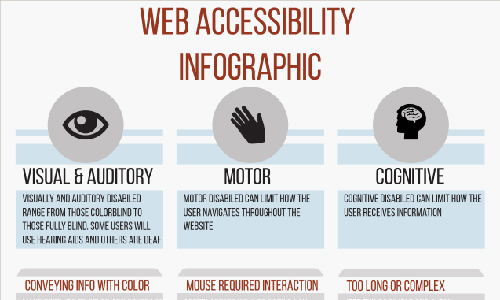 WEB ACCESSIBILITY
INFOGRAPHIC
VISUAL & AUDITORY
VISUALLY AND AUDITORY DISABLED
RANGE FROM THOSE COLORBLIND TO
THOSE FULLY BLIND. SOME USERS WILL
USE HEARING AIDS AND OTHERS ARE DEAF
MOTOR
MOTOR DISABLED CAN LIMIT HOW THE
USER NAVIGATES THROUGHOUT THE
WEBSITE
COGNITIVE
COGNITIVE DISABLED CAN LIMIT HOW THE
USER RECEIVES INFORMATION
CONVEYING INFO WITH COLOR
MOUSE REQUIRED INTERACTION
TOO LONG OR COMPLEX